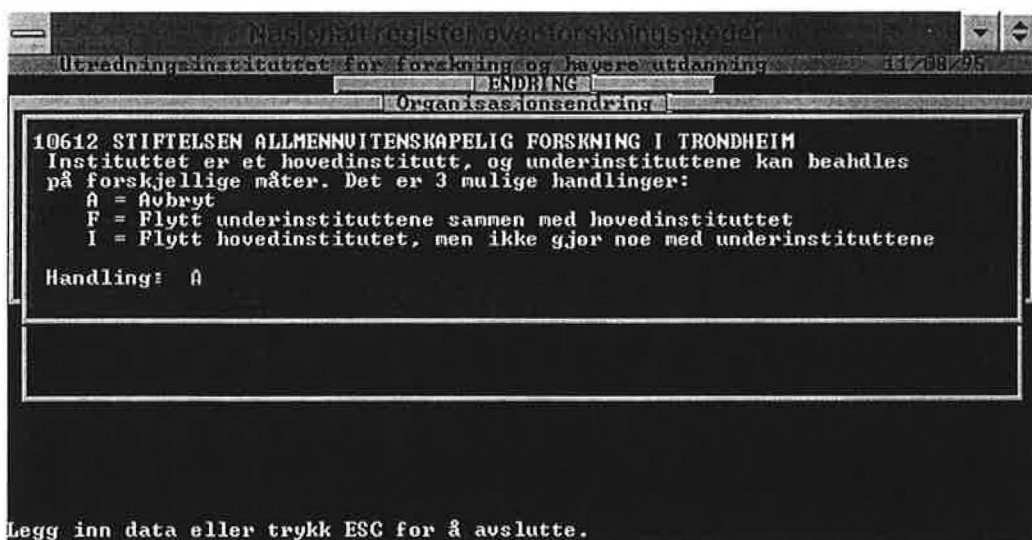 Nasjonalt register over forskningssteder
Utredningsinstituttet for forskning og høyere utdanning 11/08/95
ENDRING
Organisasjonsendring
10612 STIFTELSEN ALLMENNVITENSKAPELIG FORSKNING I TRONDHEIM
Instituttet er et hovedinstitutt, og underinstituttene kan beahdles
på forskjellige måter. Det er 3 mulige handlinger:
A = Avbryt
F = Flytt underinstituttene sammen med hovedinstituttet
I = Flytt hovedinstitutet, men ikke gjør noe med underinstituttene
Handling: A
Legg inn data eller trykk ESC for å avslutte.